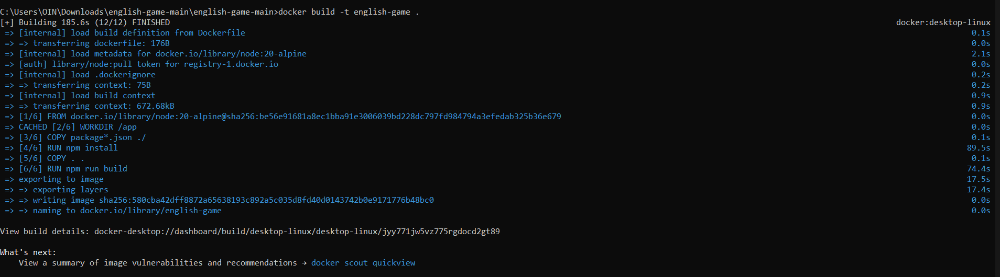 C:\Users\OIN\Downloads\english-game-main\english-game-main>docker build -t english-game .
[+] Building 185.6s (12/12) FINISHED docker:desktop-linux
=> [internal] load build definition from Dockerfile 0.1s
=> => transferring dockerfile: 176B 0.0s
=> [internal] load metadata for docker.io/library/node:20-alpine 2.1s
=> [auth] library/node:pull token for registry-1.docker.io 0.0s
=> [internal] load .dockerignore 0.2s
=> => transferring context: 75B 0.2s
=> [internal] load build context 0.9s
=> => transferring context: 672.68kB 0.9s
=> [1/6] FROM docker.io/library/node:20-alpine@sha256:be56e91681a8ec1bba91e3006039bd228dc797fd984794a3efedab325b36e679 0.0s
=> CACHED [2/6] WORKDIR /app 0.0s
=> [3/6] COPY package*.json ./ 0.1s
=> [4/6] RUN npm install 89.5s
=> [5/6] COPY . . 0.1s
=> [6/6] RUN npm run build 74.4s
=> exporting to image 17.5s
=> => exporting layers 17.4s
=> => writing image sha256:580cba42dff8872a65638193c892a5c035d8fd40d0143742b0e9171776b48bc0 0.0s
=> => naming to docker.io/library/english-game 0.0s
View build details: docker-desktop://dashboard/build/desktop-linux/desktop-linux/jyy771jw5vz775rgdocd2gt89
What's next:
View a summary of image vulnerabilities and recommendations → docker scout quickview